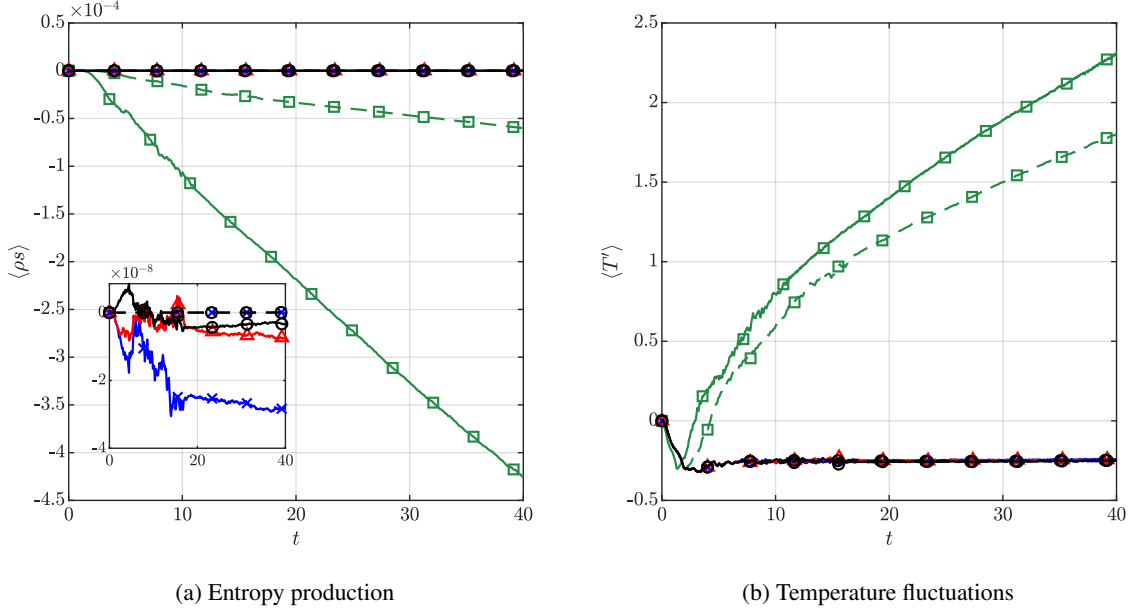 ×10⁻⁴
0.5
0
-0.5
-1
-1.5
-2
-2.5
-3
-3.5
-4
-4.5
⟨ρs⟩
×10⁻⁸
0
-2
-4
0 20 40
0 10 20 30 40
t
(a) Entropy production
2.5
2
1.5
1
0.5
0
-0.5
⟨T′⟩
0 10 20 30 40
t
(b) Temperature fluctuations